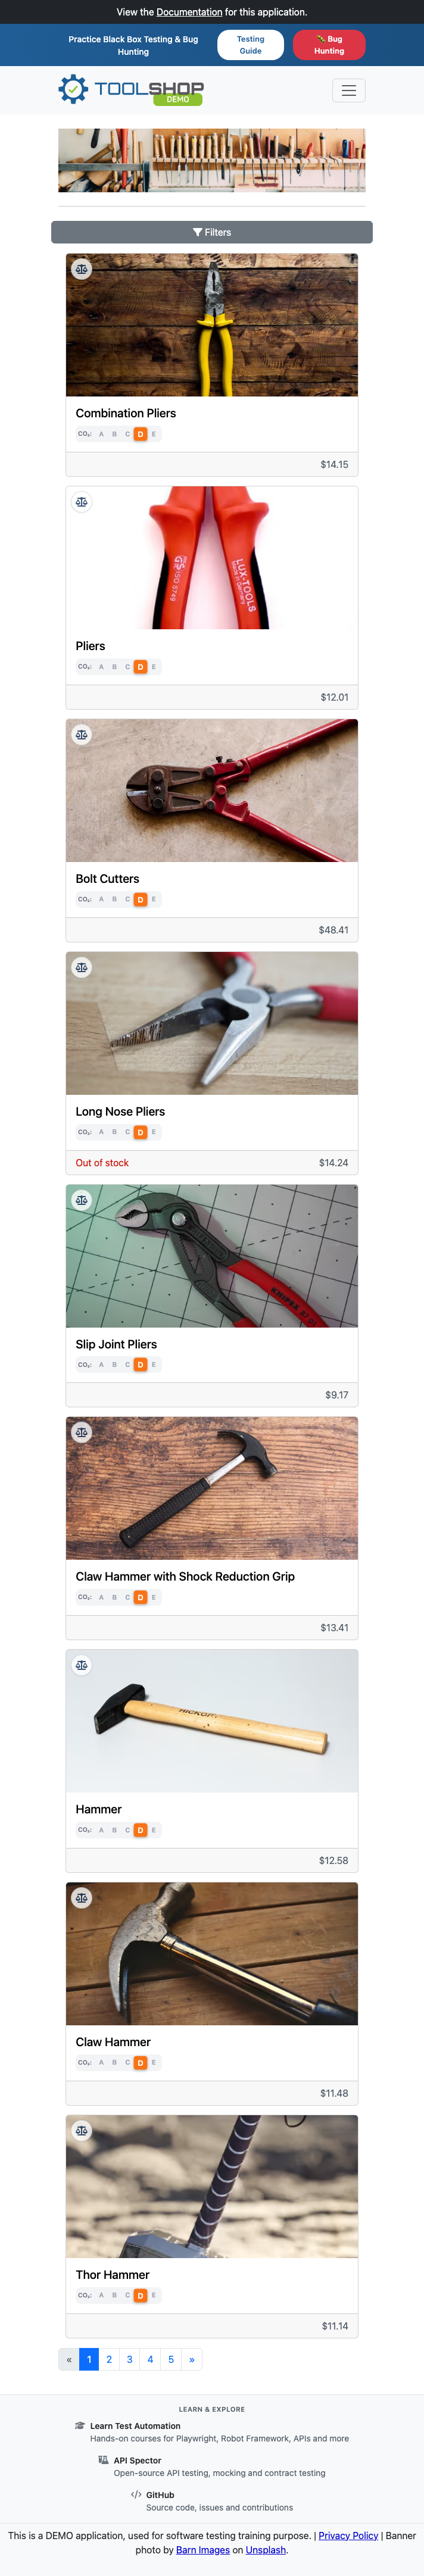 View the Documentation for this application.
Practice Black Box Testing & Bug
Hunting
Testing
Guide
Bug
Hunting
TOOLSHOP
DEMO
Filters
Combination Pliers
CO₂: A B C D E
$14.15
GS ISO 5749
LUX-TOOLS
Pliers
CO₂: A B C D E
$12.01
Bolt Cutters
CO₂: A B C D E
$48.41
Long Nose Pliers
CO₂: A B C D E
Out of stock $14.24
KNIPEX
Slip Joint Pliers
CO₂: A B C D E
$9.17
Claw Hammer with Shock Reduction Grip
CO₂: A B C D E
$13.41
Hammer
CO₂: A B C D E
$12.58
Claw Hammer
CO₂: A B C D E
$11.48
Thor Hammer
CO₂: A B C D E
$11.14
« 1 2 3 4 5 »
LEARN & EXPLORE
Learn Test Automation
Hands-on courses for Playwright, Robot Framework, APIs and more
API Spector
Open-source API testing, mocking and contract testing
GitHub
Source code, issues and contributions
This is a DEMO application, used for software testing training purpose. | Privacy Policy | Banner
photo by Barn Images on Unsplash.